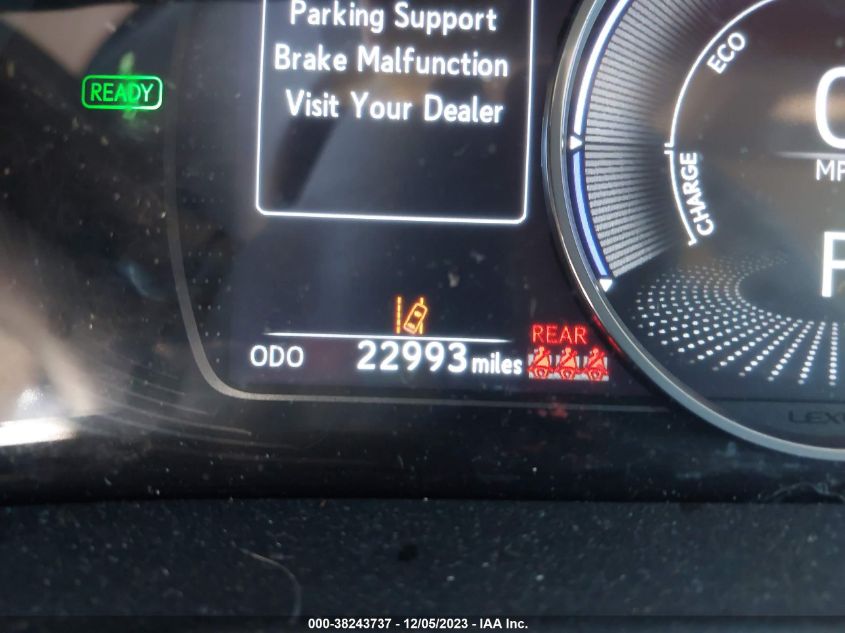 Parking Support
Brake Malfunction
Visit Your Dealer
READY
ECO
CHARGE
ODO 22993 miles
REAR
000-38243737 - 12/05/2023 - IAA Inc.